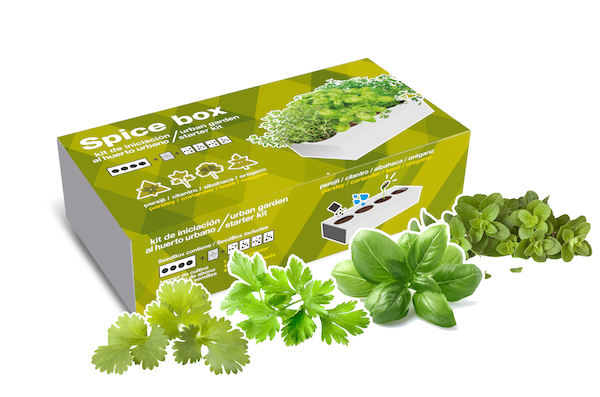 Spice box
kit de iniciación / urban garden
al huerto urbano / starter kit
perejil / cilantro / albahaca / orégano
parsley / coriander / basil / oregano
perejil / cilantro / albahaca / orégano
parsley / coriander / basil / oregano
kit de iniciación / urban garden
al huerto urbano / starter kit
SeedBox contiene / SeedBox includes
de cultivo